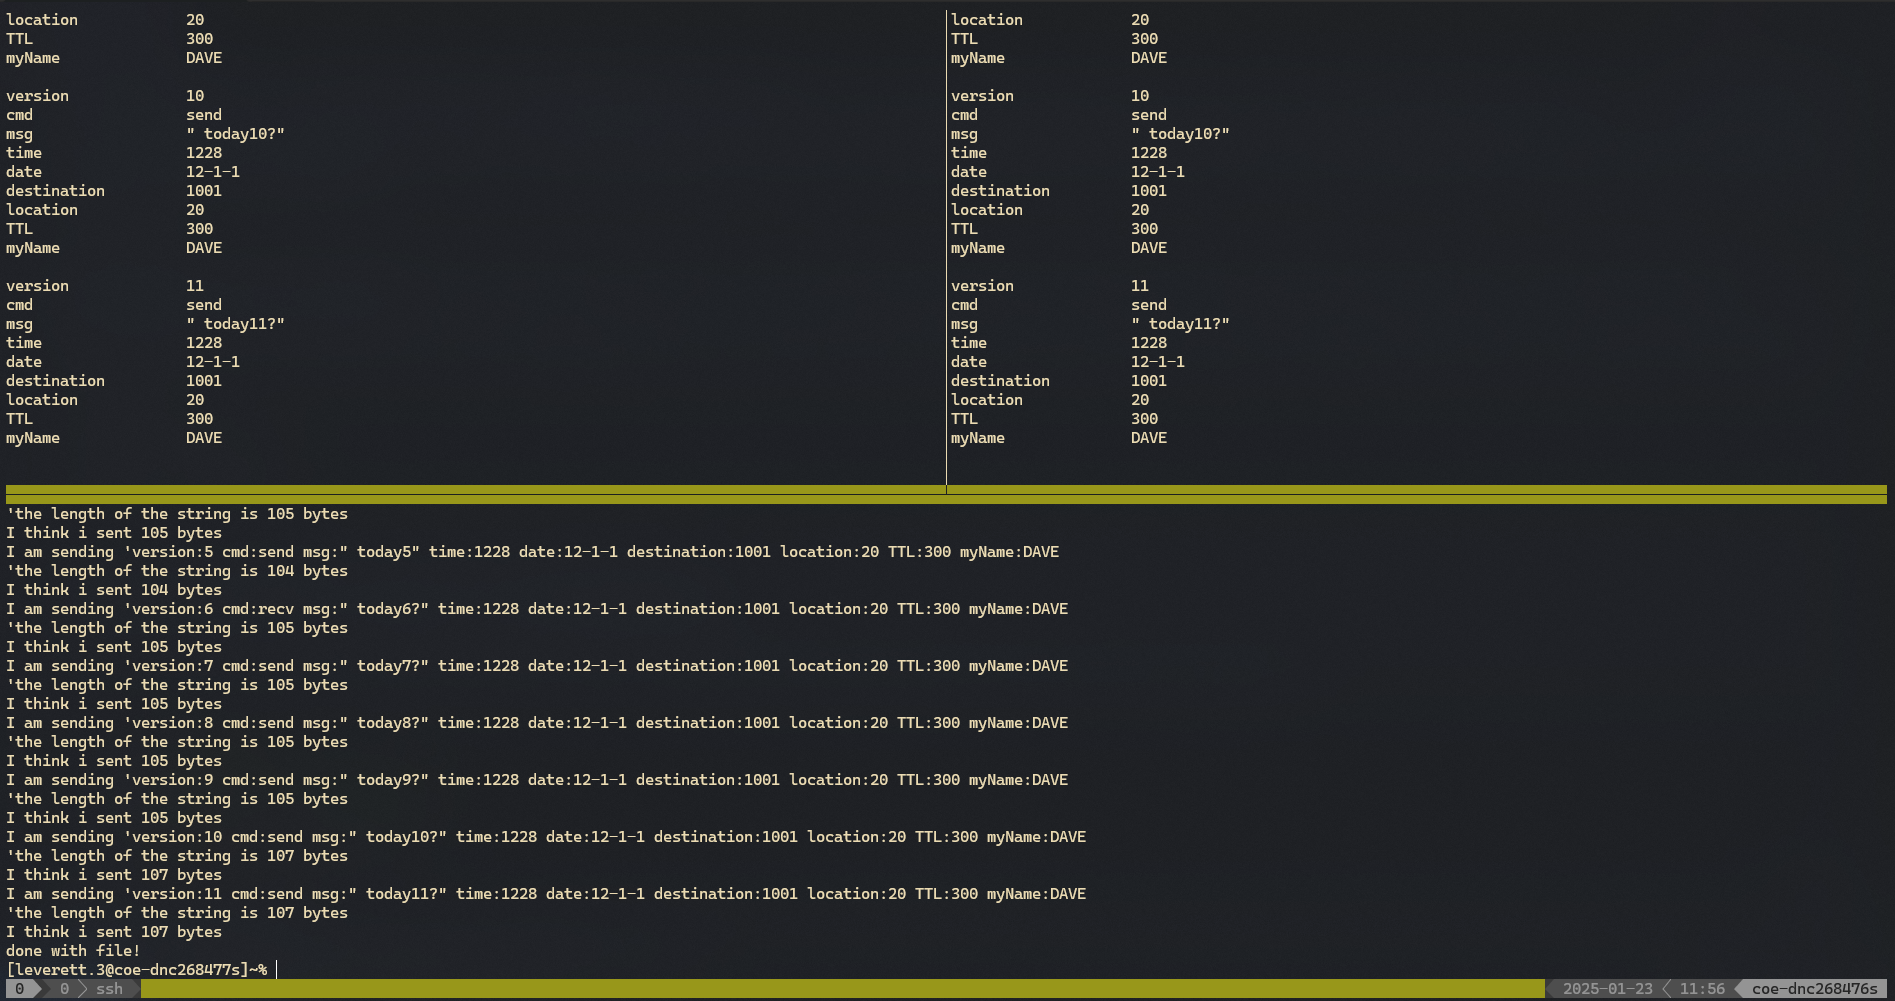 location            20
TTL                 300
myName              DAVE
version             10
cmd                 send
msg                 " today10?"
time                1228
date                12-1-1
destination         1001
location            20
TTL                 300
myName              DAVE
version             11
cmd                 send
msg                 " today11?"
time                1228
date                12-1-1
destination         1001
location            20
TTL                 300
myName              DAVE
location            20
TTL                 300
myName              DAVE
version             10
cmd                 send
msg                 " today10?"
time                1228
date                12-1-1
destination         1001
location            20
TTL                 300
myName              DAVE
version             11
cmd                 send
msg                 " today11?"
time                1228
date                12-1-1
destination         1001
location            20
TTL                 300
myName              DAVE
'the length of the string is 105 bytes
I think i sent 105 bytes
I am sending 'version:5 cmd:send msg:" today5" time:1228 date:12-1-1 destination:1001 location:20 TTL:300 myName:DAVE
'the length of the string is 104 bytes
I think i sent 104 bytes
I am sending 'version:6 cmd:recv msg:" today6?" time:1228 date:12-1-1 destination:1001 location:20 TTL:300 myName:DAVE
'the length of the string is 105 bytes
I think i sent 105 bytes
I am sending 'version:7 cmd:send msg:" today7?" time:1228 date:12-1-1 destination:1001 location:20 TTL:300 myName:DAVE
'the length of the string is 105 bytes
I think i sent 105 bytes
I am sending 'version:8 cmd:send msg:" today8?" time:1228 date:12-1-1 destination:1001 location:20 TTL:300 myName:DAVE
'the length of the string is 105 bytes
I think i sent 105 bytes
I am sending 'version:9 cmd:send msg:" today9?" time:1228 date:12-1-1 destination:1001 location:20 TTL:300 myName:DAVE
'the length of the string is 105 bytes
I think i sent 105 bytes
I am sending 'version:10 cmd:send msg:" today10?" time:1228 date:12-1-1 destination:1001 location:20 TTL:300 myName:DAVE
'the length of the string is 107 bytes
I think i sent 107 bytes
I am sending 'version:11 cmd:send msg:" today11?" time:1228 date:12-1-1 destination:1001 location:20 TTL:300 myName:DAVE
'the length of the string is 107 bytes
I think i sent 107 bytes
done with file!
[leverett.3@coe-dnc268477s]~%
0 0 ssh 2025-01-23 11:56 coe-dnc268476s